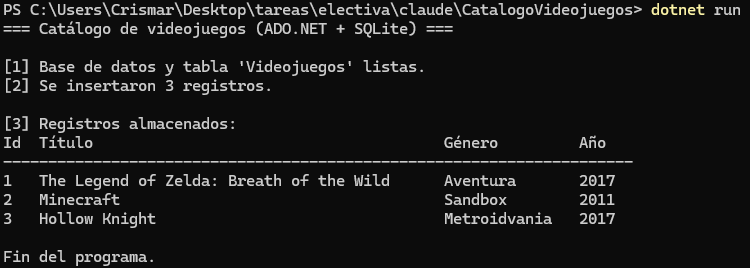 PS C:\Users\Crismar\Desktop\tareas\electiva\claude\CatalogoVideojuegos> dotnet run
=== Catálogo de videojuegos (ADO.NET + SQLite) ===
[1] Base de datos y tabla 'Videojuegos' listas.
[2] Se insertaron 3 registros.
[3] Registros almacenados:
Id  Título                                       Género         Año
----------------------------------------------------------------------
1   The Legend of Zelda: Breath of the Wild      Aventura       2017
2   Minecraft                                    Sandbox        2011
3   Hollow Knight                                Metroidvania   2017
Fin del programa.